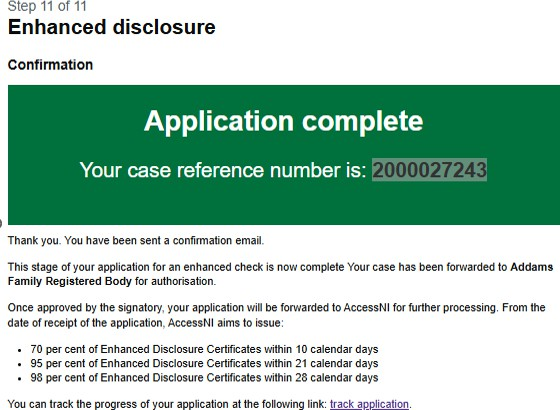 Step 11 of 11
Enhanced disclosure
Confirmation
Application complete
Your case reference number is: 2000027243
Thank you. You have been sent a confirmation email.
This stage of your application for an enhanced check is now complete Your case has been forwarded to Addams
Family Registered Body for authorisation.
Once approved by the signatory, your application will be forwarded to AccessNI for further processing. From the
date of receipt of the application, AccessNI aims to issue:
• 70 per cent of Enhanced Disclosure Certificates within 10 calendar days
• 95 per cent of Enhanced Disclosure Certificates within 21 calendar days
• 98 per cent of Enhanced Disclosure Certificates within 28 calendar days
You can track the progress of your application at the following link: track application.